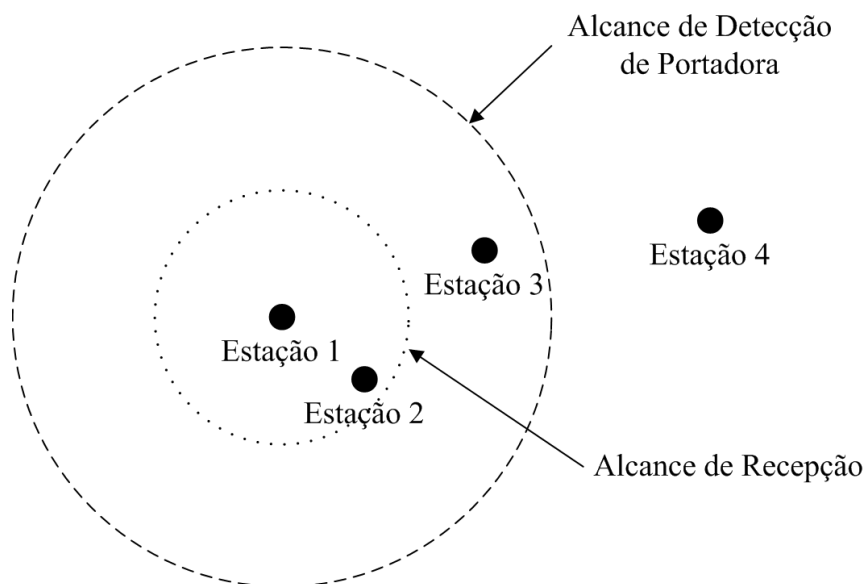 Alcance de Detecção
de Portadora
Estação 4
Estação 3
Estação 1
Estação 2
Alcance de Recepção